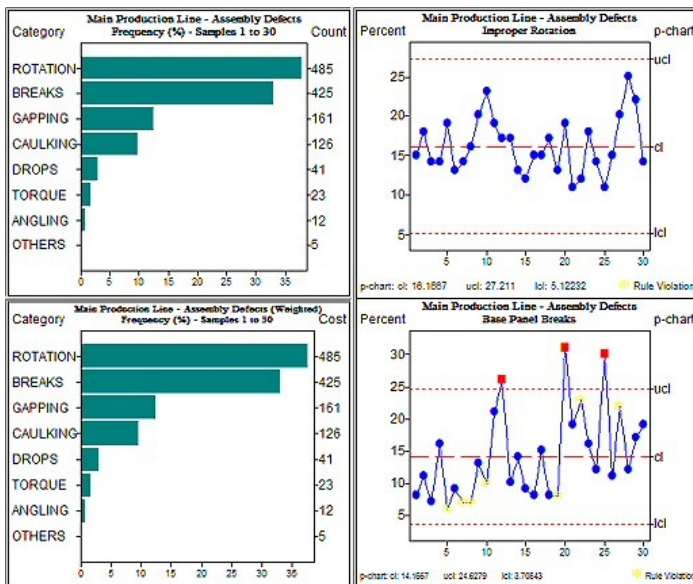 Main Production Line - Assembly Defects
Category Frequency (%) - Samples 1 to 30 Count
ROTATION 485
BREAKS 425
GAPPING 161
CAULKING 126
DROPS 41
TORQUE 23
ANGLING 12
OTHERS 5
0 5 10 15 20 25 30 35
Main Production Line - Assembly Defects
Percent Improper Rotation p-chart
ucl
25
20
15 cl
10
5 lcl
5 10 15 20 25 30
p-chart: cl: 16.1667 ucl: 27.211 lcl: 5.12232 Rule Violation
Main Production Line - Assembly Defects (Weighted)
Category Frequency (%) - Samples 1 to 30 Cost
ROTATION 485
BREAKS 425
GAPPING 161
CAULKING 126
DROPS 41
TORQUE 23
ANGLING 12
OTHERS 5
0 5 10 15 20 25 30 35
Main Production Line - Assembly Defects
Percent Base Panel Breaks p-chart
30
25 ucl
20
15 cl
10
5 lcl
5 10 15 20 25 30
p-chart: cl: 14.1667 ucl: 24.6279 lcl: 3.70543 Rule Violation